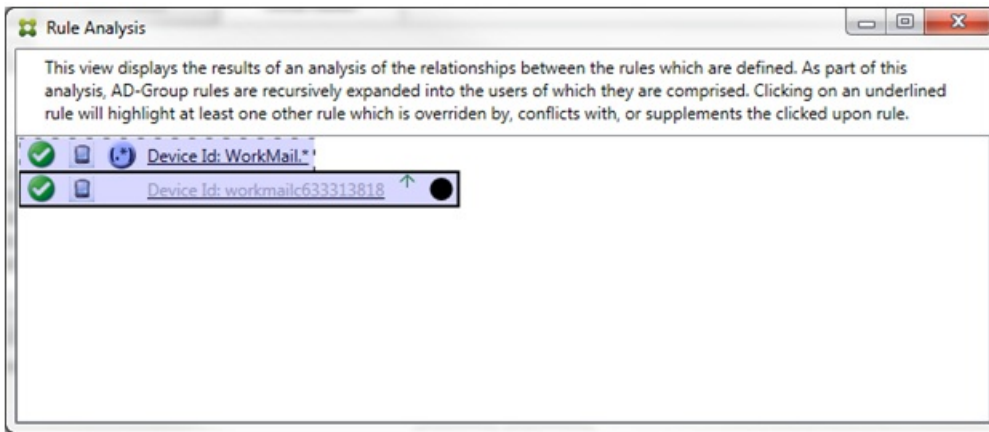 Rule Analysis
This view displays the results of an analysis of the relationships between the rules which are defined. As part of this
analysis, AD-Group rules are recursively expanded into the users of which they are comprised. Clicking on an underlined
rule will highlight at least one other rule which is overriden by, conflicts with, or supplements the clicked upon rule.
(.*) Device Id: WorkMail.*
Device Id: workmailc633313818